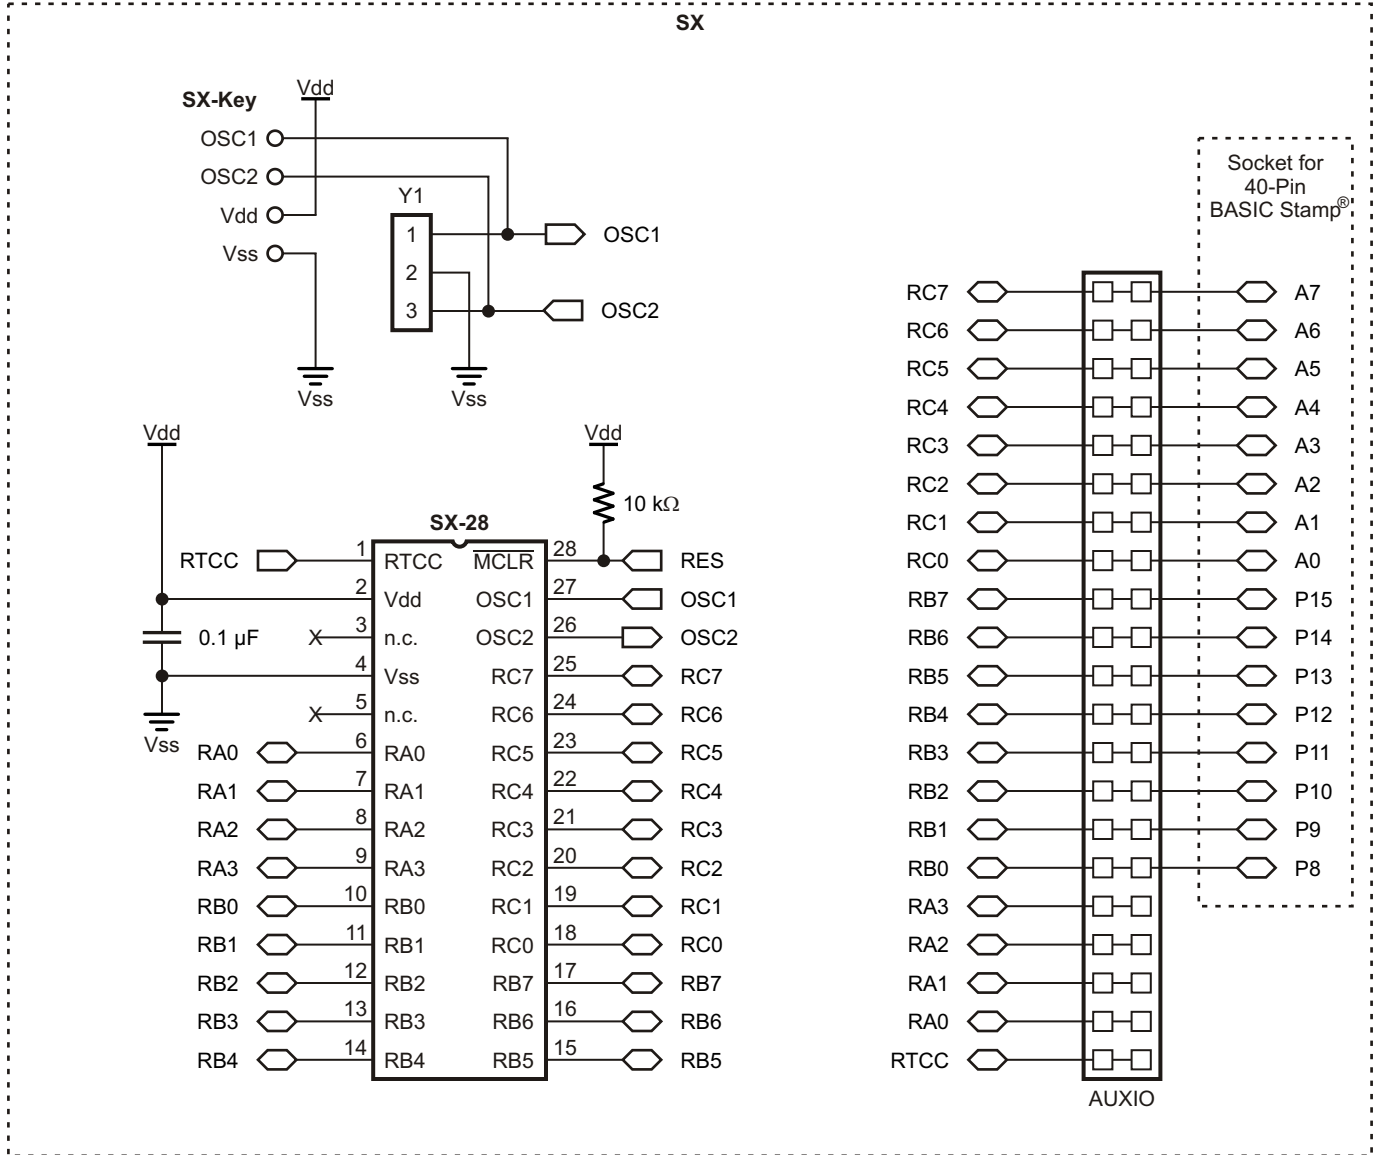 SX
SX-Key
Vdd
OSC1
OSC2
Vdd
Vss
Y1
1
2
3
OSC1
OSC2
Vss
Vss
Vdd
Vdd
10 kΩ
0.1 µF
Vss
SX-28
RTCC 1 RTCC MCLR 28 RES
2 Vdd OSC1 27 OSC1
X 3 n.c. OSC2 26 OSC2
4 Vss RC7 25 RC7
X 5 n.c. RC6 24 RC6
RA0 6 RA0 RC5 23 RC5
RA1 7 RA1 RC4 22 RC4
RA2 8 RA2 RC3 21 RC3
RA3 9 RA3 RC2 20 RC2
RB0 10 RB0 RC1 19 RC1
RB1 11 RB1 RC0 18 RC0
RB2 12 RB2 RB7 17 RB7
RB3 13 RB3 RB6 16 RB6
RB4 14 RB4 RB5 15 RB5
Socket for
40-Pin
BASIC Stamp®
RC7 A7
RC6 A6
RC5 A5
RC4 A4
RC3 A3
RC2 A2
RC1 A1
RC0 A0
RB7 P15
RB6 P14
RB5 P13
RB4 P12
RB3 P11
RB2 P10
RB1 P9
RB0 P8
RA3
RA2
RA1
RA0
RTCC
AUXIO